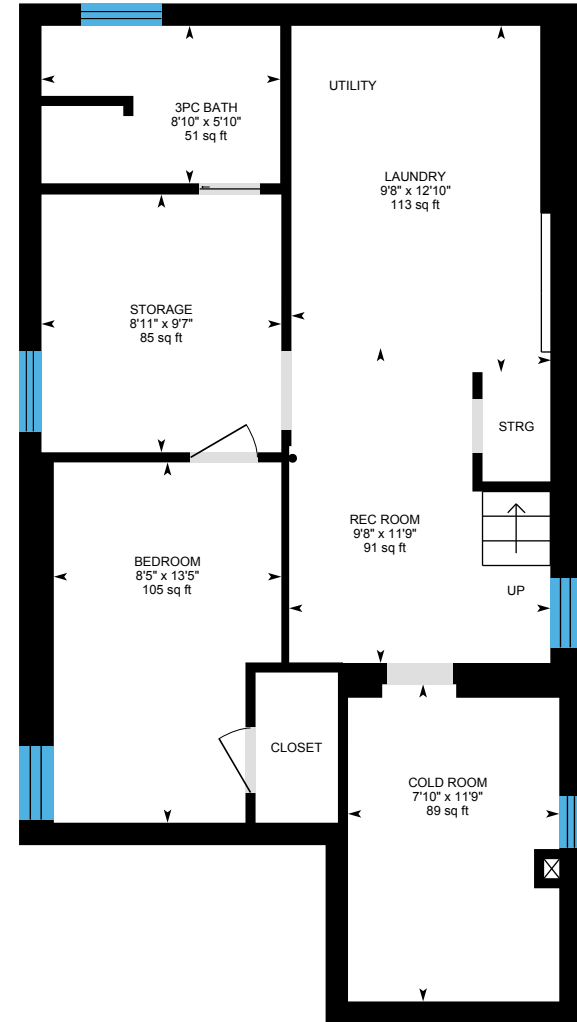 UTILITY
3PC BATH
8'10" x 5'10"
51 sq ft
LAUNDRY
9'8" x 12'10"
113 sq ft
STORAGE
8'11" x 9'7"
85 sq ft
STRG
REC ROOM
9'8" x 11'9"
91 sq ft
BEDROOM
8'5" x 13'5"
105 sq ft
UP
CLOSET
COLD ROOM
7'10" x 11'9"
89 sq ft